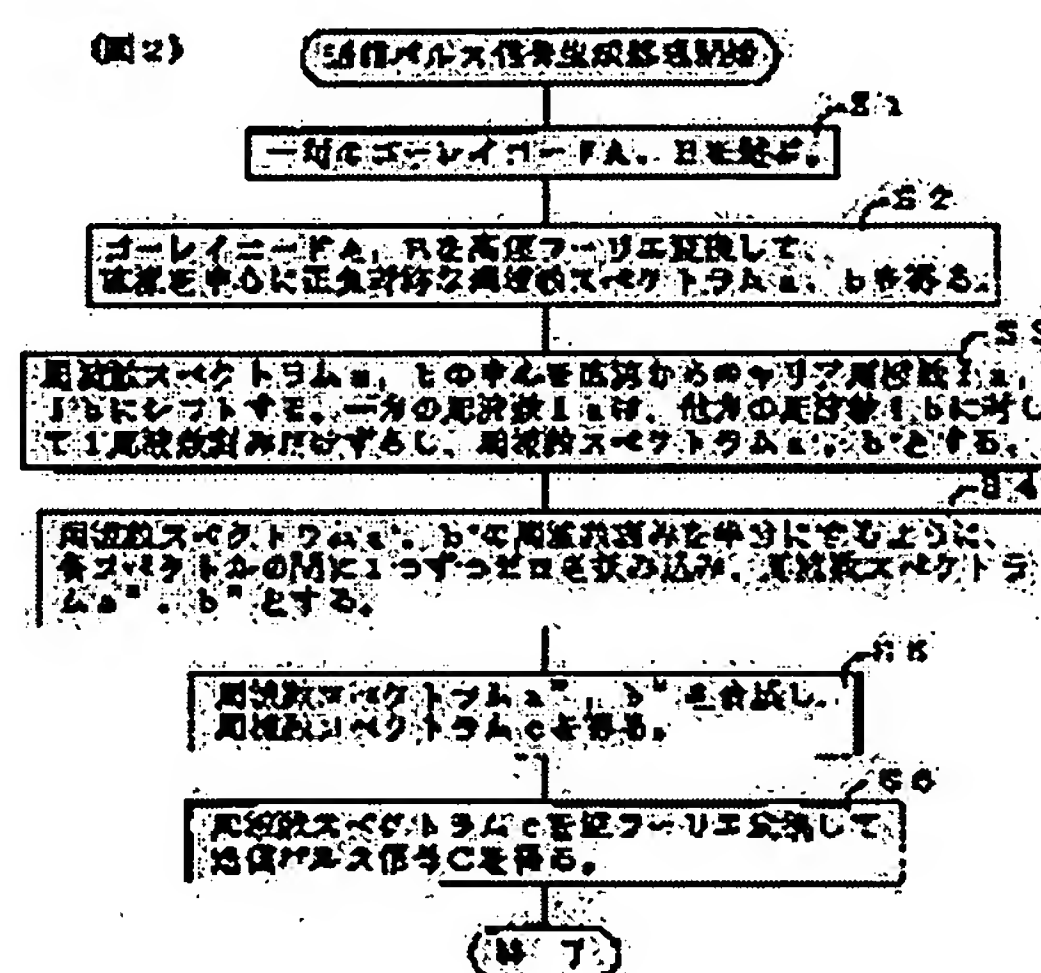 (図2)
送信パルス信号生成処理開始
S1
一対のゴーレイコードA、Bを選ぶ。
S2
ゴーレイコードA, Bを高速フーリエ変換して、
直流を中心に正負対称な周波数スペクトラムa、bを得る。
S3
周波数スペクトラムa, bの中心を直流からのキャリア周波数fa,
fbにシフトする。一方の周波数faは、他方の周波数fbに対し
て1周波数刻みだけずらし、周波数スペクトラムa', b'とする。
S4
周波数スペクトラムa', b'の周波数刻みを半分にするように、
各スペクトルの間に1つずつゼロを挟み込み、周波数スペクトラ
ムa", b"とする。
S5
周波数スペクトラムa", b"を合成し、
周波数スペクトラムcを得る。
S6
周波数スペクトラムcを逆フーリエ変換して
送信パルス信号Cを得る。
終 了